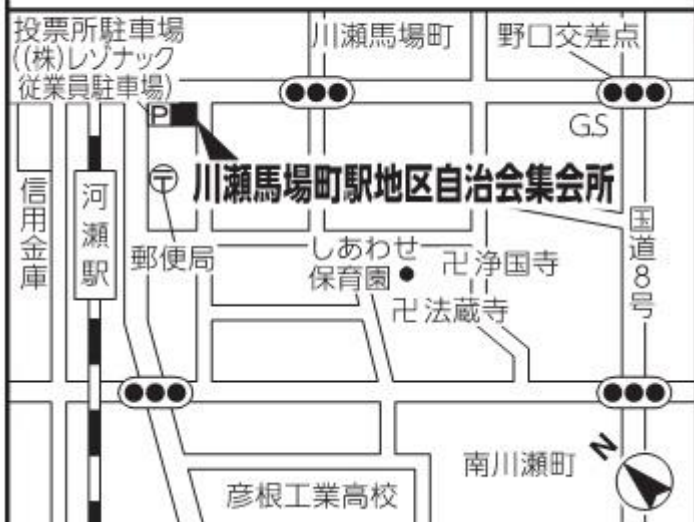 投票所駐車場
((株)レゾナック
従業員駐車場)
川瀬馬場町
野口交差点
P
G.S
川瀬馬場町駅地区自治会集会所
信用金庫
河瀬駅
〒
郵便局
しあわせ
保育園
卍浄国寺
卍法蔵寺
国道8号
南川瀬町
N
彦根工業高校